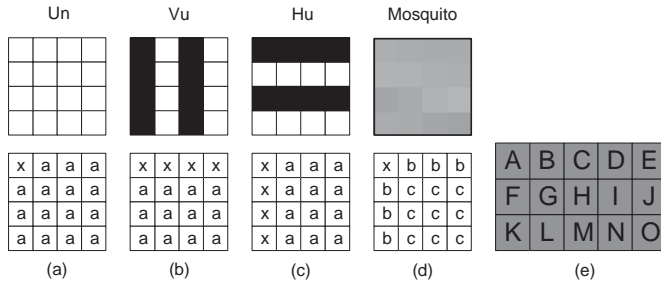 Un Vu Hu Mosquito
x a a a
a a a a
a a a a
a a a a
(a)
x x x x
a a a a
a a a a
a a a a
(b)
x a a a
x a a a
x a a a
x a a a
(c)
x b b b
b c c c
b c c c
b c c c
(d)
A B C D E
F G H I J
K L M N O
(e)